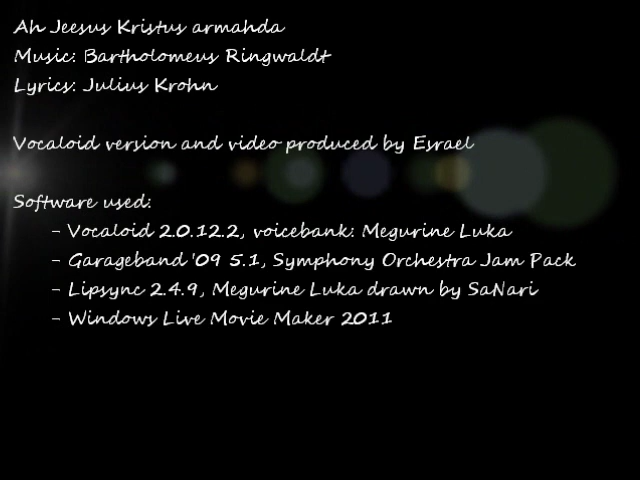 Ah Jeesus Kristus armahda
Music: Bartholomeus Ringwaldt
Lyrics: Julius Krohn
Vocaloid version and video produced by Esrael
Software used:
- Vocaloid 2.0.12.2, voicebank: Megurine Luka
- Garageband '09 5.1, Symphony Orchestra Jam Pack
- Lipsync 2.4.9, Megurine Luka drawn by SaNari
- Windows Live Movie Maker 2011